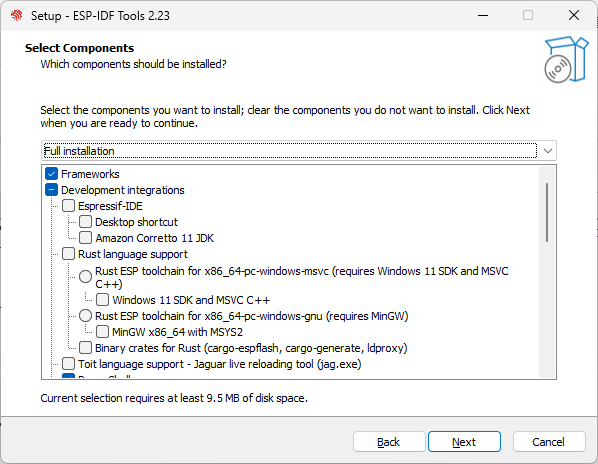 Setup - ESP-IDF Tools 2.23
Select Components
Which components should be installed?
Select the components you want to install; clear the components you do not want to install. Click Next
when you are ready to continue.
Full installation
Frameworks
Development integrations
Espressif-IDE
Desktop shortcut
Amazon Corretto 11 JDK
Rust language support
Rust ESP toolchain for x86_64-pc-windows-msvc (requires Windows 11 SDK and MSVC
C++)
Windows 11 SDK and MSVC C++
Rust ESP toolchain for x86_64-pc-windows-gnu (requires MinGW)
MinGW x86_64 with MSYS2
Binary crates for Rust (cargo-espflash, cargo-generate, ldproxy)
Toit language support - Jaguar live reloading tool (jag.exe)
Current selection requires at least 9.5 MB of disk space.
Back
Next
Cancel